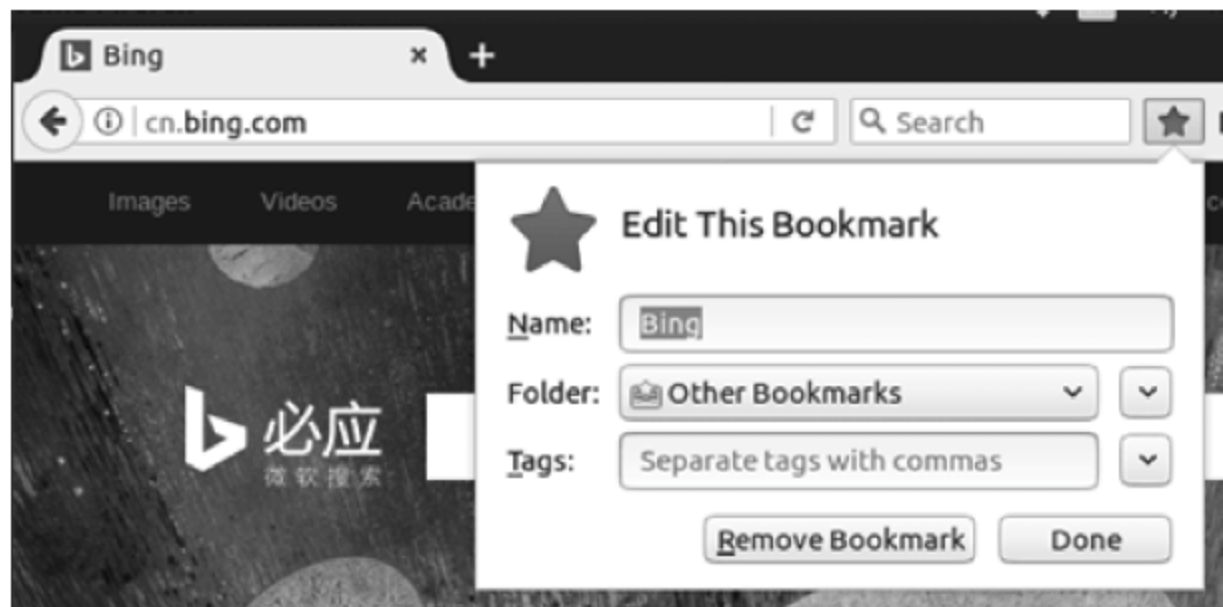 Bing
cn.bing.com
Search
Images Videos
Edit This Bookmark
Name: Bing
Folder: Other Bookmarks
必应
微软搜索
Tags: Separate tags with commas
Remove Bookmark Done